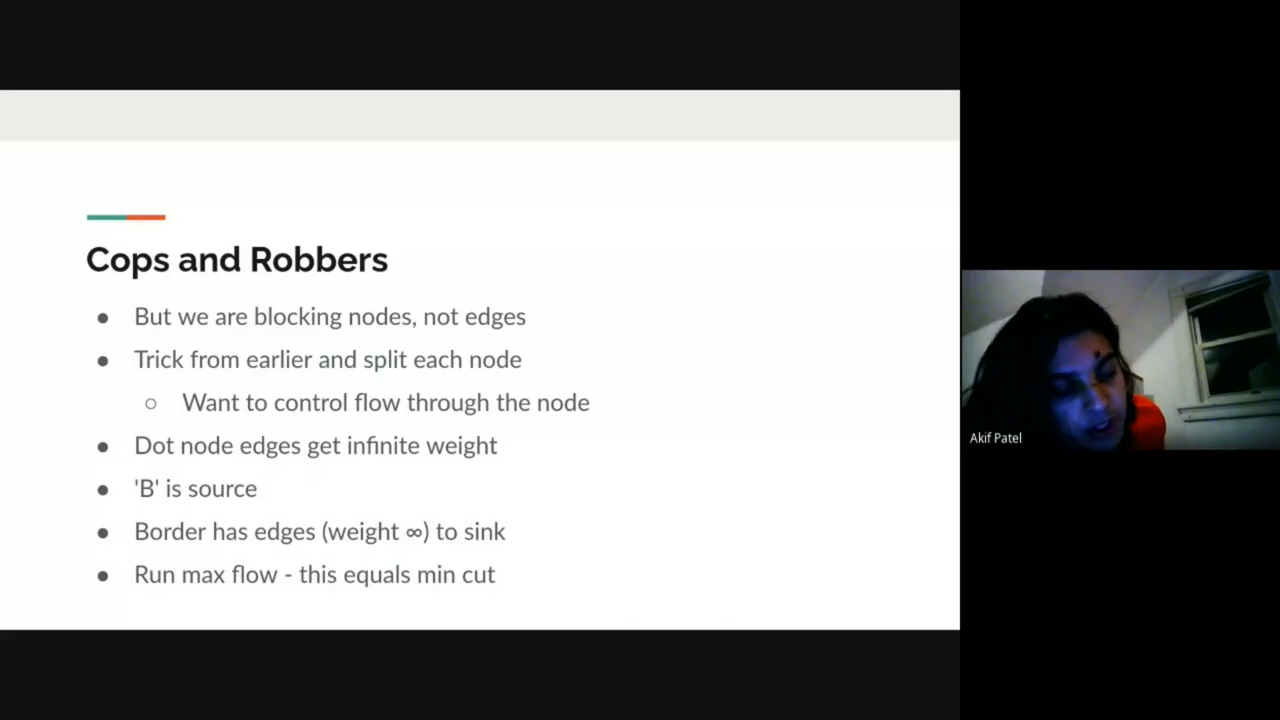 Cops and Robbers
● But we are blocking nodes, not edges
● Trick from earlier and split each node
○ Want to control flow through the node
● Dot node edges get infinite weight
● 'B' is source
● Border has edges (weight ∞) to sink
● Run max flow - this equals min cut
Akif Patel